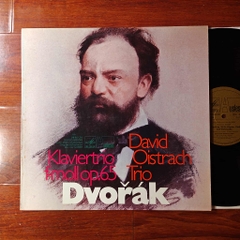 David
Klaviertrio Oistrach
f-moll op.65 Trio
Dvořák